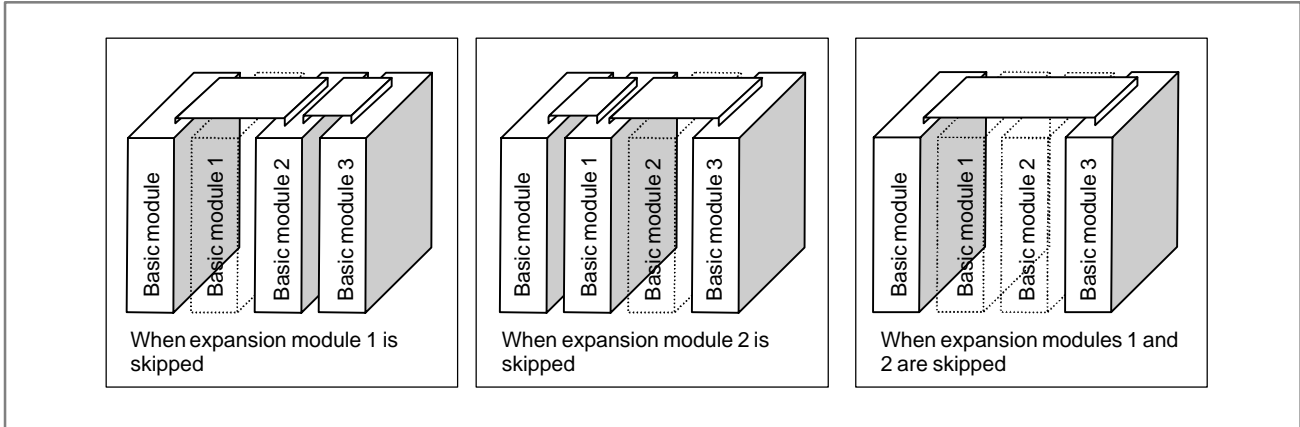 Basic module
Basic module 1
Basic module 2
Basic module 3
When expansion module 1 is
skipped
Basic module
Basic module 1
Basic module 2
Basic module 3
When expansion module 2 is
skipped
Basic module
Basic module 1
Basic module 2
Basic module 3
When expansion modules 1 and
2 are skipped